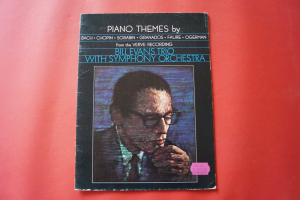 PIANO THEMES by
BACH • CHOPIN • SCRIABIN • GRANADOS • FAURE • OGERMAN
from the VERVE RECORDING
BILL EVANS TRIO
WITH SYMPHONY ORCHESTRA